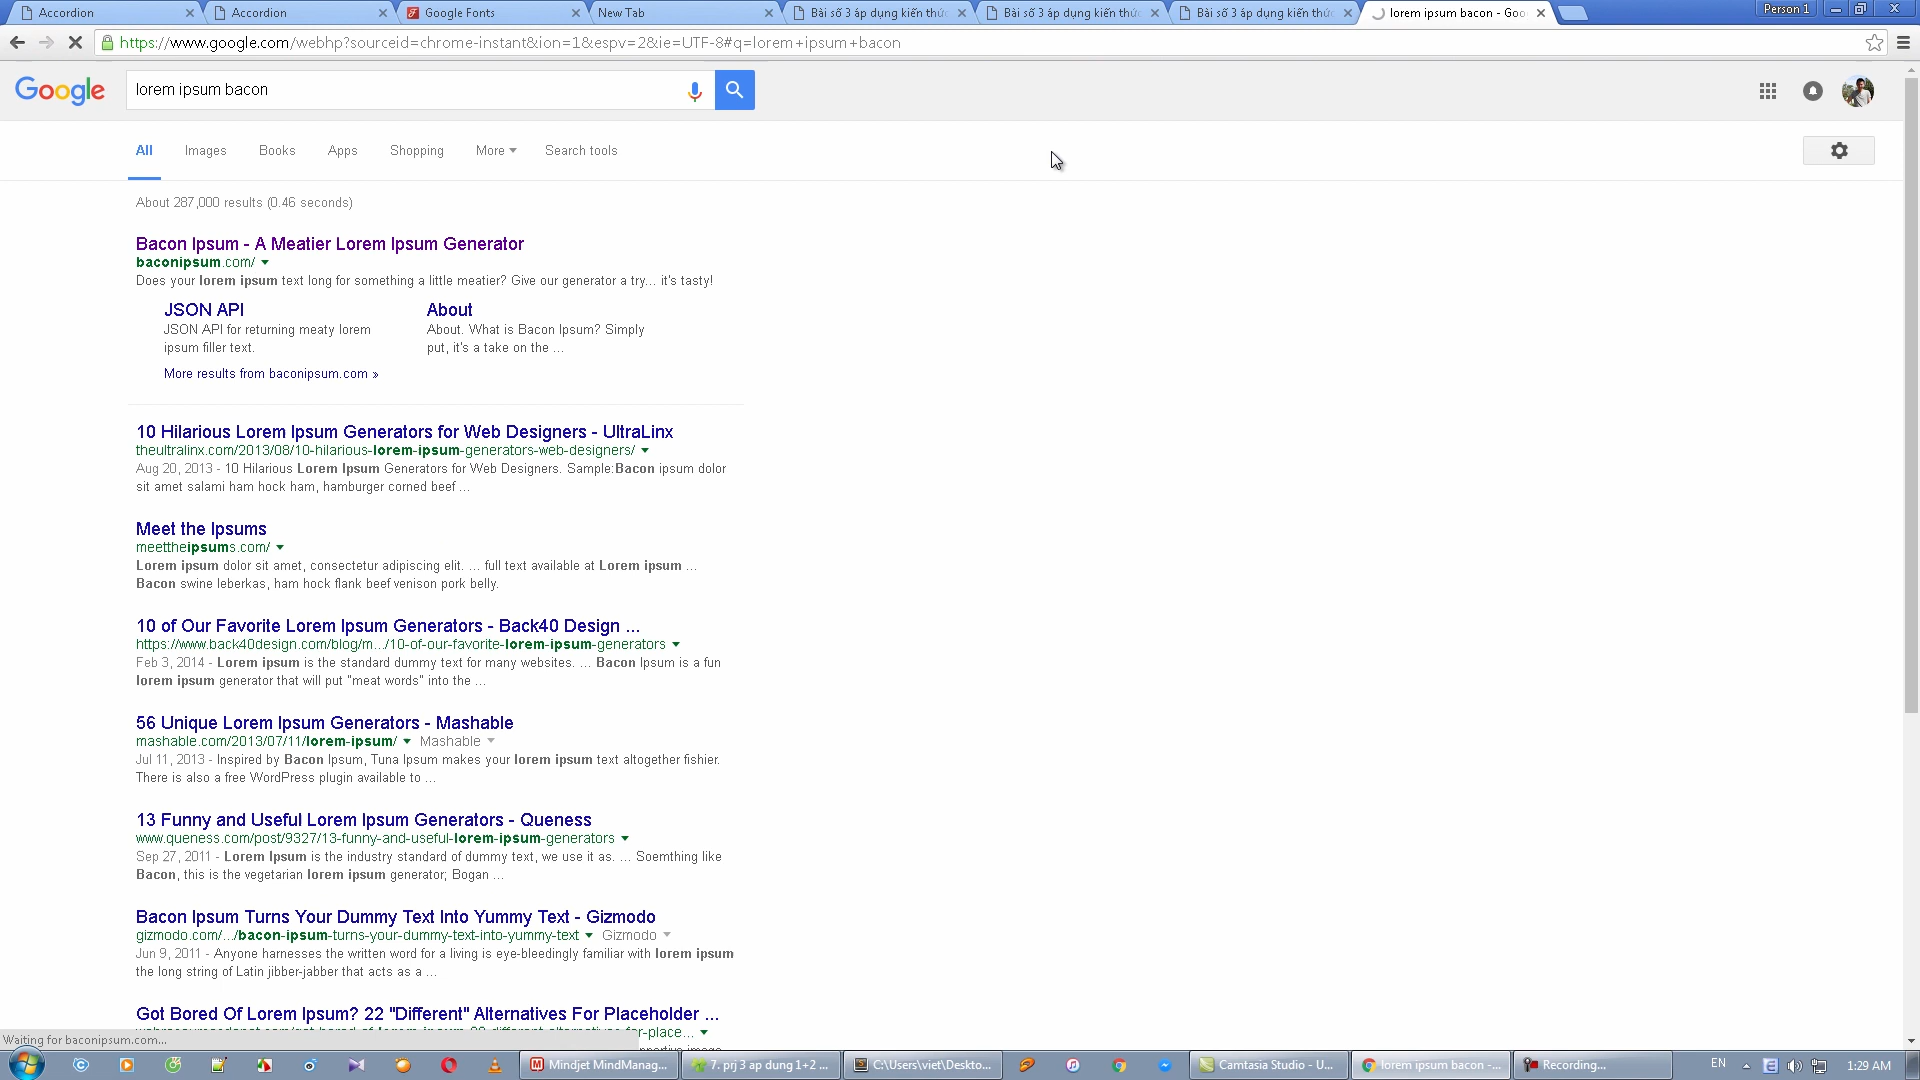 Accordion
Accordion
Google Fonts
New Tab
Bài số 3 áp dụng kiến thức
Bài số 3 áp dụng kiến thức
Bài số 3 áp dụng kiến thức
lorem ipsum bacon - Goo
Person 1
https://www.google.com/webhp?sourceid=chrome-instant&ion=1&espv=2&ie=UTF-8#q=lorem+ipsum+bacon
Google
lorem ipsum bacon
All
Images
Books
Apps
Shopping
More
Search tools
About 287,000 results (0.46 seconds)
Bacon Ipsum - A Meatier Lorem Ipsum Generator
baconipsum.com/
Does your lorem ipsum text long for something a little meatier? Give our generator a try... it's tasty!
JSON API
JSON API for returning meaty lorem
ipsum filler text.
About
About. What is Bacon Ipsum? Simply
put, it's a take on the ...
More results from baconipsum.com »
10 Hilarious Lorem Ipsum Generators for Web Designers - UltraLinx
theultralinx.com/2013/08/10-hilarious-lorem-ipsum-generators-web-designers/
Aug 20, 2013 - 10 Hilarious Lorem Ipsum Generators for Web Designers. Sample:Bacon ipsum dolor
sit amet salami ham hock ham, hamburger corned beef ...
Meet the Ipsums
meettheipsums.com/
Lorem ipsum dolor sit amet, consectetur adipiscing elit. ... full text available at Lorem ipsum ...
Bacon swine leberkas, ham hock flank beef venison pork belly.
10 of Our Favorite Lorem Ipsum Generators - Back40 Design ...
https://www.back40design.com/blog/m.../10-of-our-favorite-lorem-ipsum-generators
Feb 3, 2014 - Lorem ipsum is the standard dummy text for many websites. ... Bacon Ipsum is a fun
lorem ipsum generator that will put "meat words" into the ...
56 Unique Lorem Ipsum Generators - Mashable
mashable.com/2013/07/11/lorem-ipsum/ Mashable
Jul 11, 2013 - Inspired by Bacon Ipsum, Tuna Ipsum makes your lorem ipsum text altogether fishier.
There is also a free WordPress plugin available to ...
13 Funny and Useful Lorem Ipsum Generators - Queness
www.queness.com/post/9327/13-funny-and-useful-lorem-ipsum-generators
Sep 27, 2011 - Lorem Ipsum is the industry standard of dummy text, we use it as. ... Soemthing like
Bacon, this is the vegetarian lorem ipsum generator; Bogan ...
Bacon Ipsum Turns Your Dummy Text Into Yummy Text - Gizmodo
gizmodo.com/.../bacon-ipsum-turns-your-dummy-text-into-yummy-text Gizmodo
Jun 9, 2011 - Anyone harnesses the written word for a living is eye-bleedingly familiar with lorem ipsum
the long string of Latin jibber-jabber that acts as a ...
Got Bored Of Lorem Ipsum? 22 "Different" Alternatives For Placeholder ...
Waiting for baconipsum.com...
Mindjet MindManag...
7. prj 3 ap dung 1+2 ...
C:\Users\viet\Deskto...
Camtasia Studio - U...
lorem ipsum bacon -...
Recording...
EN
1:29 AM